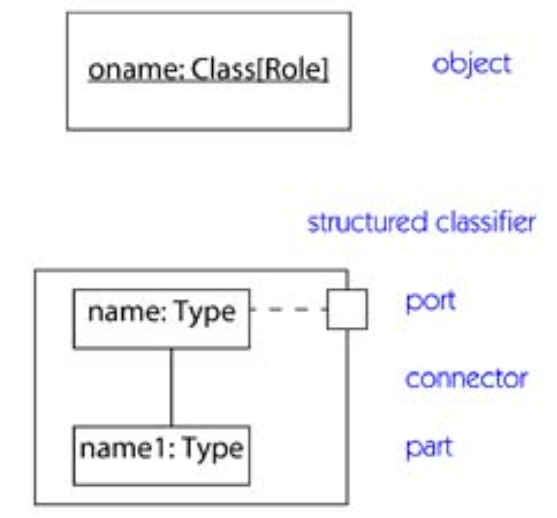 oname: Class[Role]
object
structured classifier
name: Type
port
connector
name1: Type
part